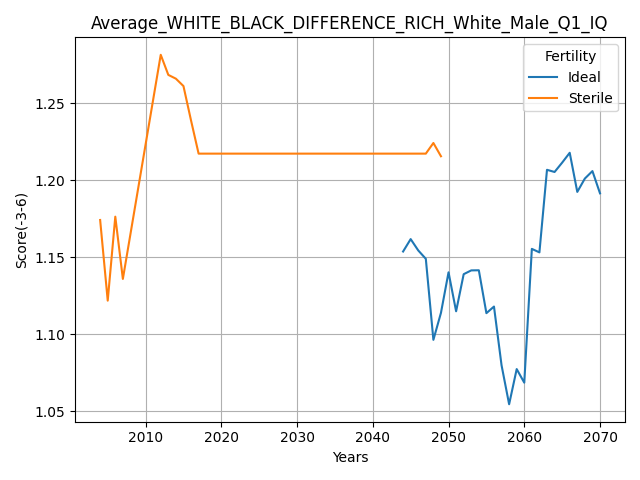 Average_WHITE_BLACK_DIFFERENCE_RICH_White_Male_Q1_IQ
Fertility
Ideal
Sterile
Score(-3-6)
1.25
1.20
1.15
1.10
1.05
2010 2020 2030 2040 2050 2060 2070
Years